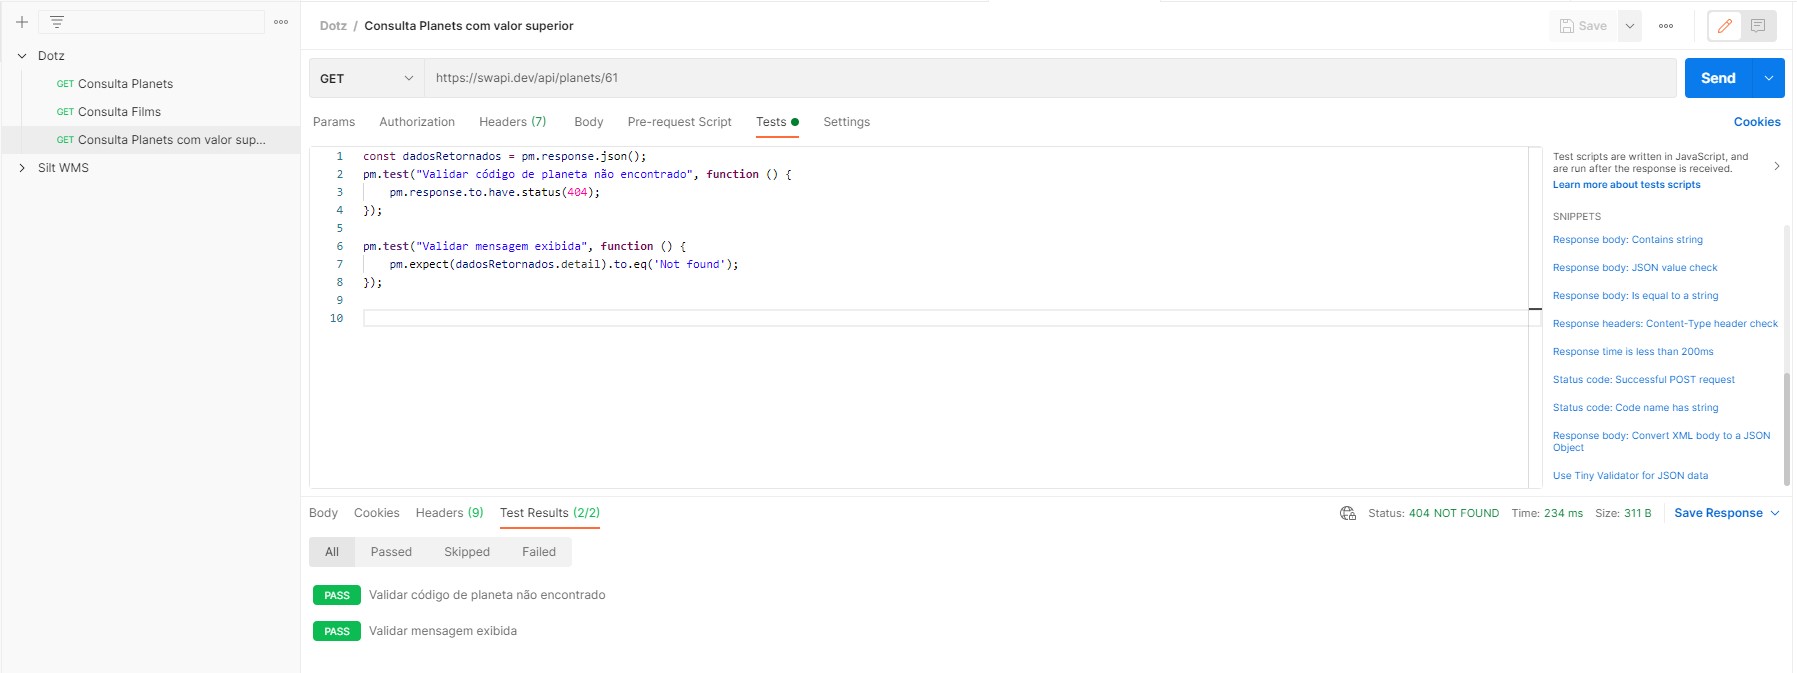 Dotz
GET Consulta Planets
GET Consulta Films
GET Consulta Planets com valor sup...
Silt WMS
Dotz / Consulta Planets com valor superior
Save
GET
https://swapi.dev/api/planets/61
Send
Params Authorization Headers (7) Body Pre-request Script Tests Settings
Cookies
1 const dadosRetornados = pm.response.json();
2 pm.test("Validar código de planeta não encontrado", function () {
3 pm.response.to.have.status(404);
4 });
5
6 pm.test("Validar mensagem exibida", function () {
7 pm.expect(dadosRetornados.detail).to.eq('Not found');
8 });
9
10
Test scripts are written in JavaScript, and
are run after the response is received.
Learn more about tests scripts
SNIPPETS
Response body: Contains string
Response body: JSON value check
Response body: Is equal to a string
Response headers: Content-Type header check
Response time is less than 200ms
Status code: Successful POST request
Status code: Code name has string
Response body: Convert XML body to a JSON
Object
Use Tiny Validator for JSON data
Body Cookies Headers (9) Test Results (2/2)
Status: 404 NOT FOUND Time: 234 ms Size: 311 B
Save Response
All Passed Skipped Failed
PASS Validar código de planeta não encontrado
PASS Validar mensagem exibida